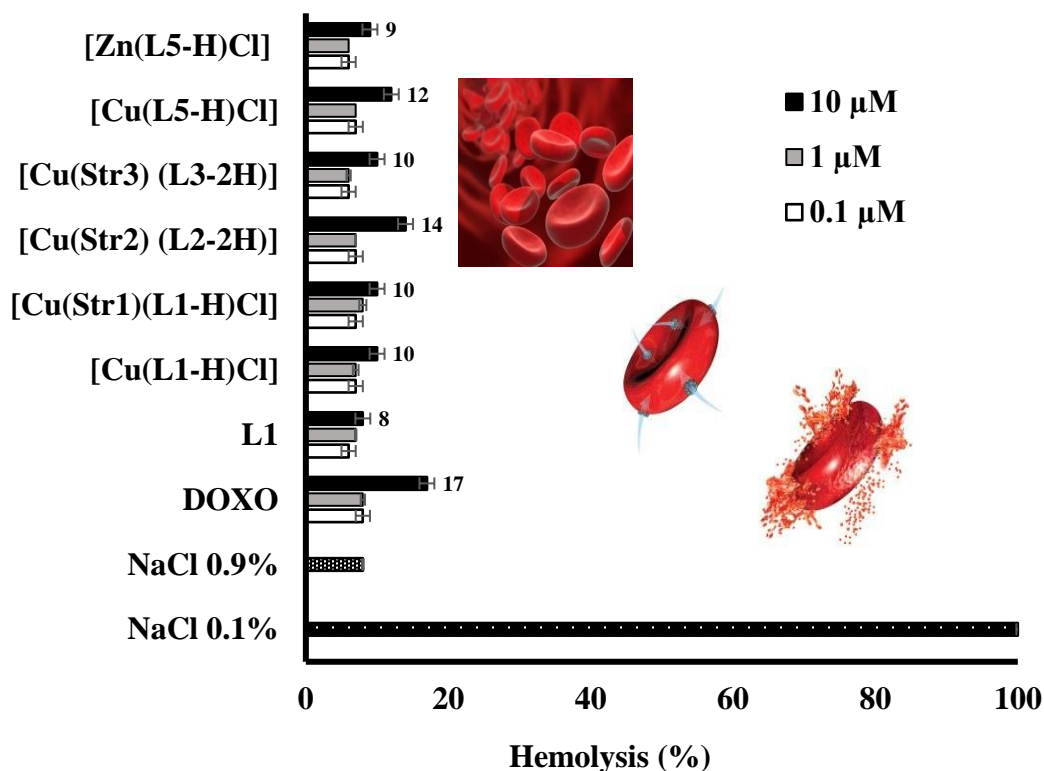 [Zn(L5-H)Cl]
9
[Cu(L5-H)Cl]
12
[Cu(Str3) (L3-2H)]
10
[Cu(Str2) (L2-2H)]
14
[Cu(Str1)(L1-H)Cl]
10
[Cu(L1-H)Cl]
10
L1
8
DOXO
17
NaCl 0.9%
NaCl 0.1%
10 µM
1 µM
0.1 µM
0 20 40 60 80 100
Hemolysis (%)